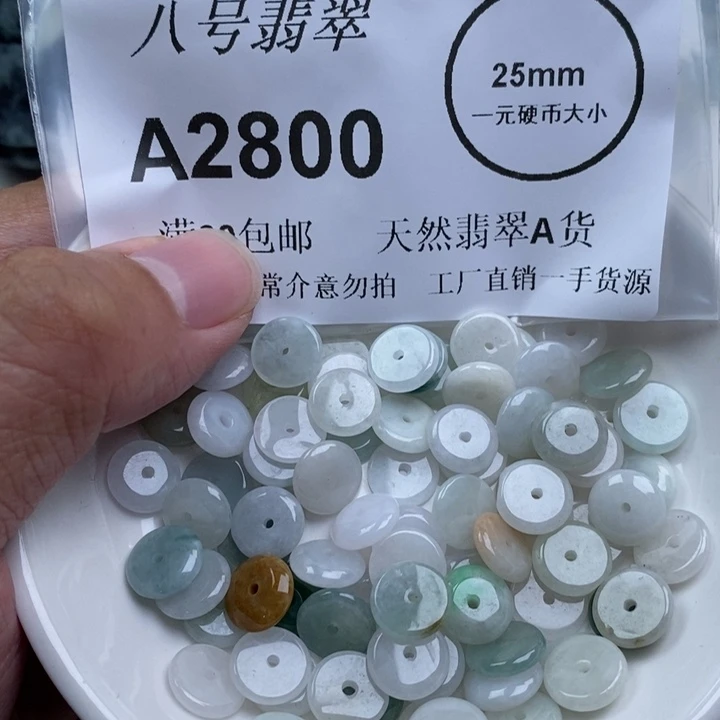 八号翡翠
25mm
一元硬币大小
A2800
满 包邮 天然翡翠A货
常介意勿拍 工厂直销一手货源